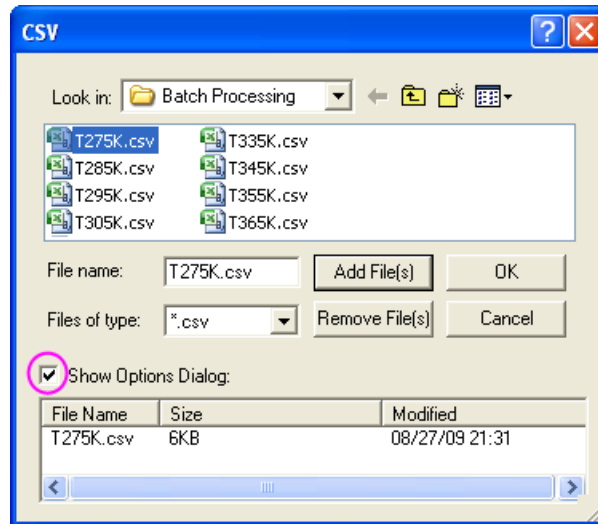 CSV
Look in: Batch Processing
T275K.csv T335K.csv
T285K.csv T345K.csv
T295K.csv T355K.csv
T305K.csv T365K.csv
File name: T275K.csv Add File(s) OK
Files of type: *.csv Remove File(s) Cancel
Show Options Dialog:
File Name Size Modified
T275K.csv 6KB 08/27/09 21:31